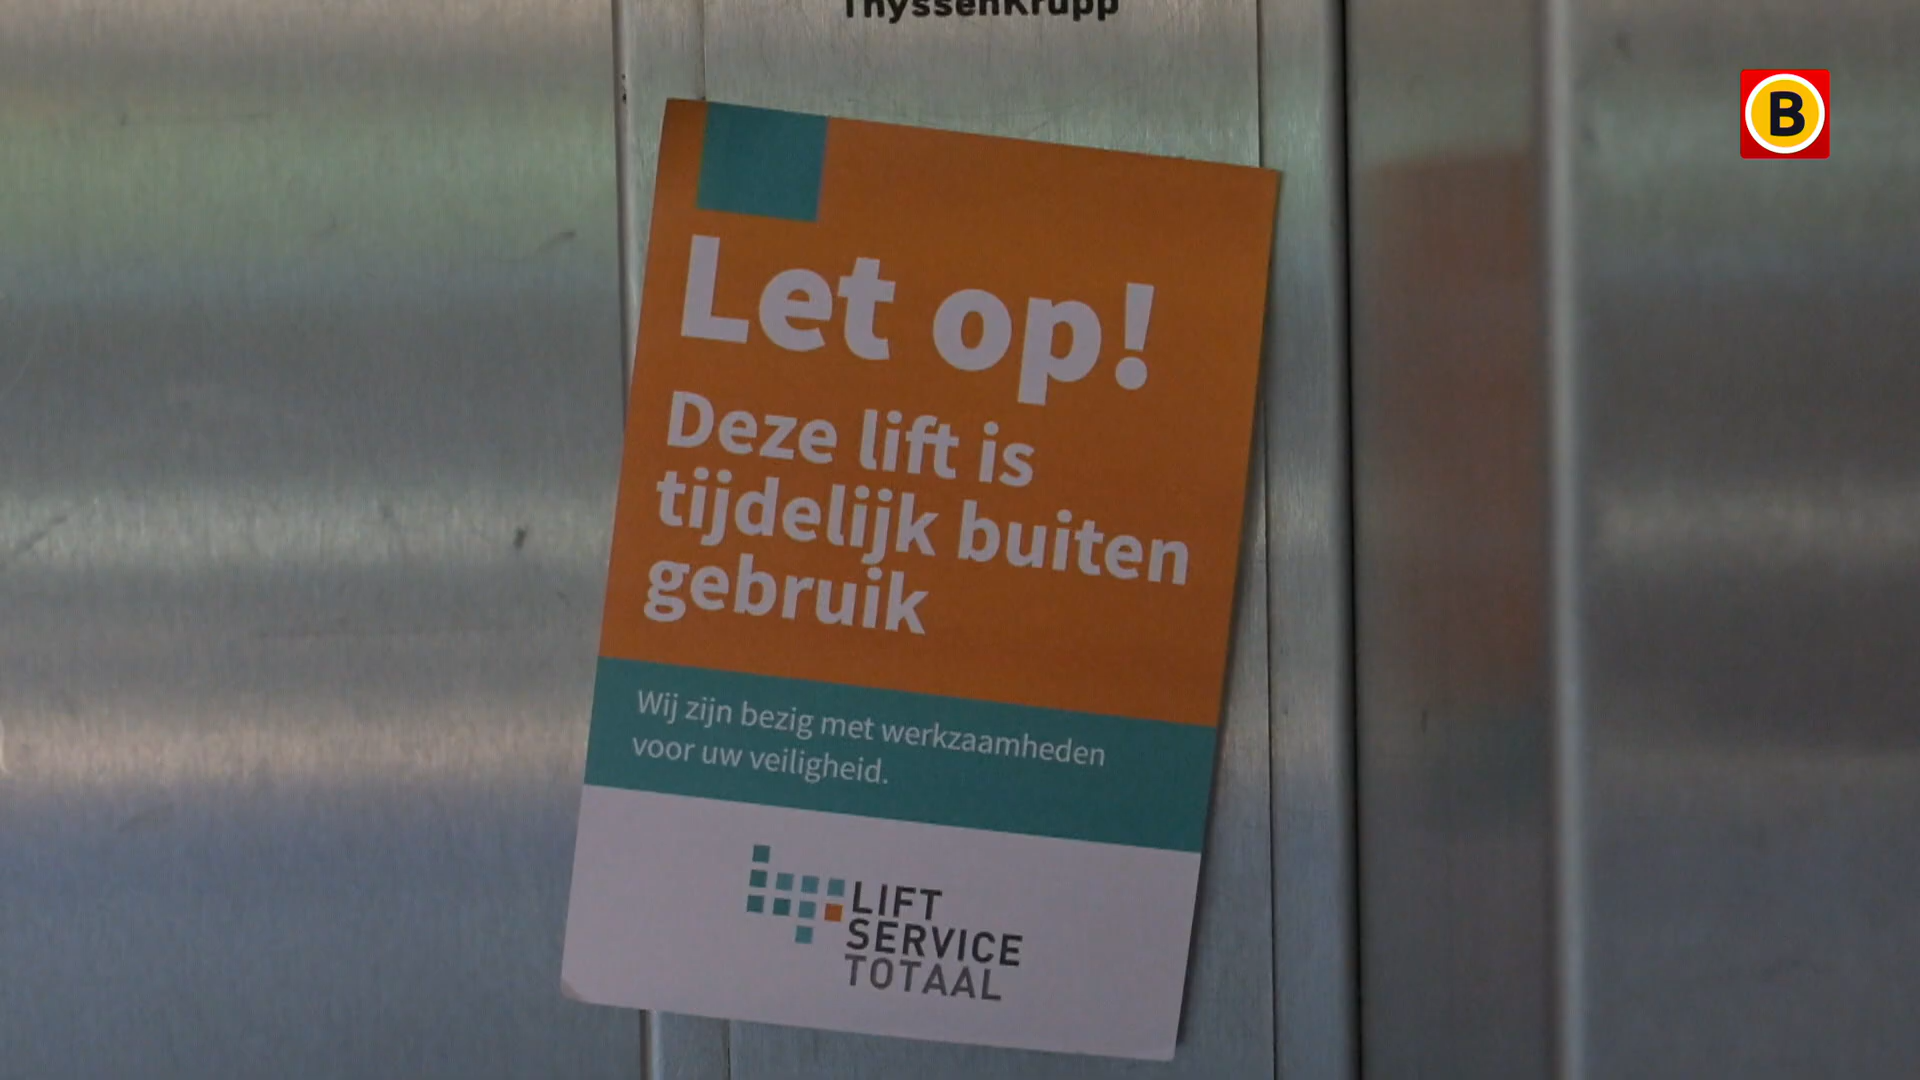 ThyssenKrupp
B
Let op!
Deze lift is
tijdelijk buiten
gebruik
Wij zijn bezig met werkzaamheden
voor uw veiligheid.
LIFT
SERVICE
TOTAAL